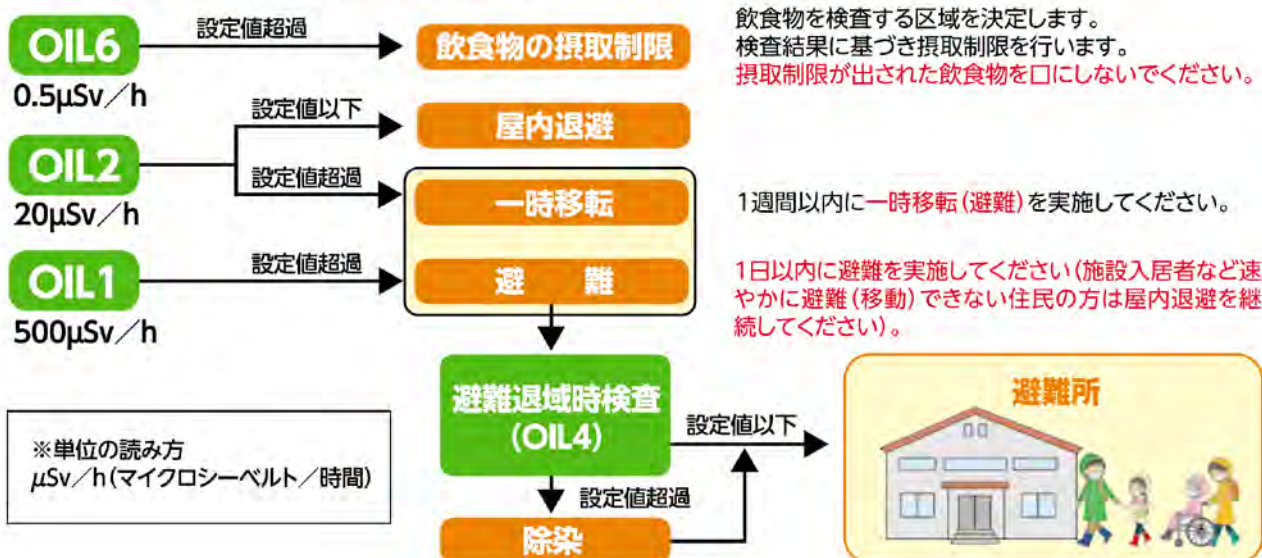 OIL6
0.5μSv／h
設定値超過
飲食物の摂取制限
飲食物を検査する区域を決定します。
検査結果に基づき摂取制限を行います。
摂取制限が出された飲食物を口にしないでください。
OIL2
20μSv／h
設定値以下
屋内退避
設定値超過
一時移転
1週間以内に一時移転（避難）を実施してください。
OIL1
500μSv／h
設定値超過
避　難
1日以内に避難を実施してください（施設入居者など速
やかに避難（移動）できない住民の方は屋内退避を継
続してください）。
避難退域時検査
(OIL4)
設定値以下
設定値超過
除染
避難所
※単位の読み方
μSv／h（マイクロシーベルト／時間）